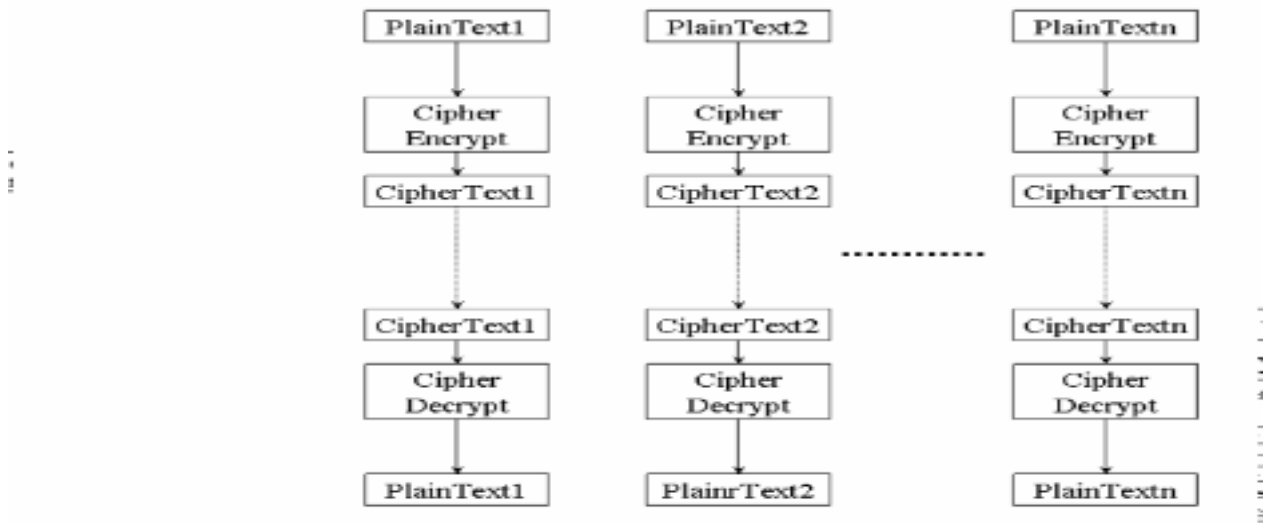 PlainText1 PlainText2 PlainTextn
Cipher Cipher Cipher
Encrypt Encrypt Encrypt
CipherText1 CipherText2 CipherTextn
CipherText1 CipherText2 CipherTextn
Cipher Cipher Cipher
Decrypt Decrypt Decrypt
PlainText1 PlainrText2 PlainTextn